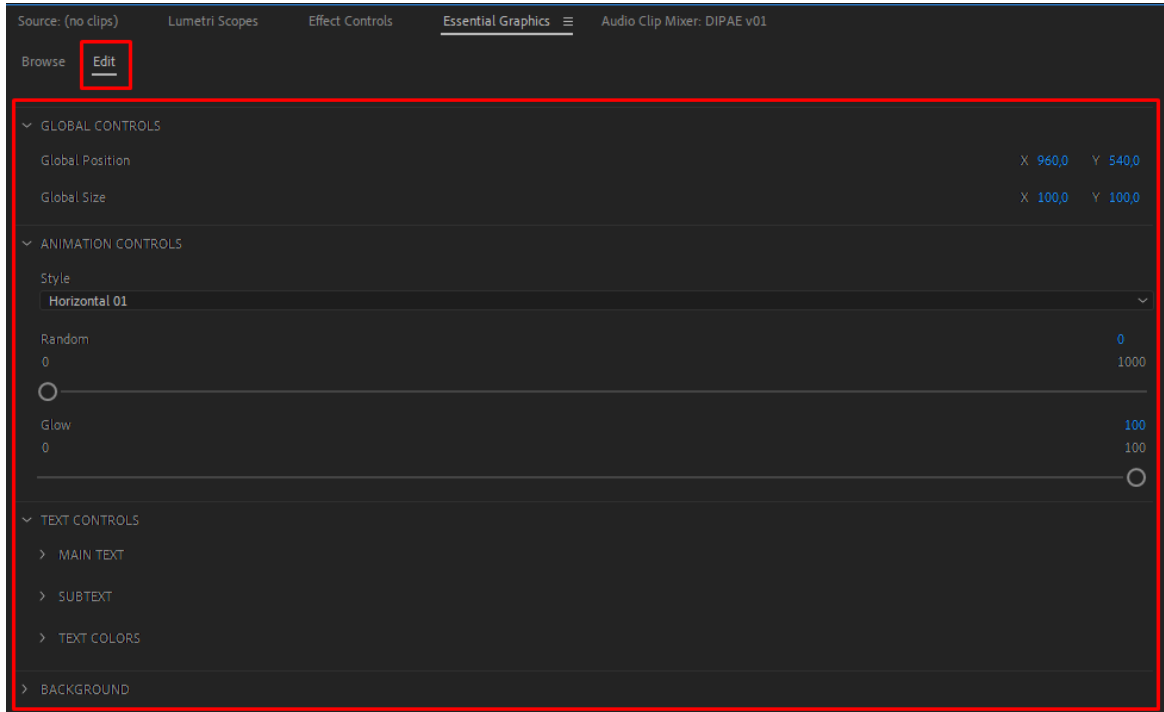 Source: (no clips) Lumetri Scopes Effect Controls Essential Graphics Audio Clip Mixer: DIPAE v01
Browse Edit
GLOBAL CONTROLS
Global Position X 960,0 Y 540,0
Global Size X 100,0 Y 100,0
ANIMATION CONTROLS
Style
Horizontal 01
Random 0
0 1000
Glow 100
0 100
TEXT CONTROLS
MAIN TEXT
SUBTEXT
TEXT COLORS
BACKGROUND